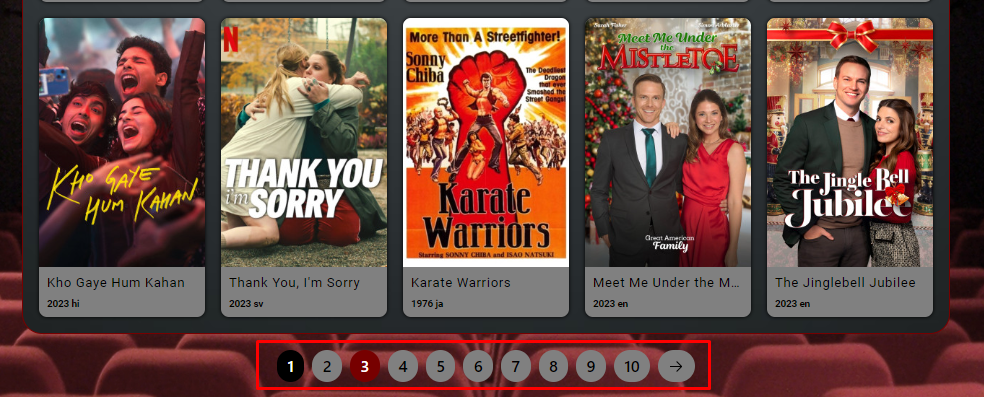 N
KHO GAYE
HUM KAHAN
THANK YOU
i'm SORRY
More Than A Streetfighter!
Sonny
Chiba
The Deadliest
Dragon
that ever
Smashed the
Street Gangs!
Karate
Warriors
Starring SONNY CHIBA and ISAO NATSUKI
Sarah Fisher
Meet Me Under
the
MISTLETOE
Great American
Family
The Jingle Bell
Jubilee
Kho Gaye Hum Kahan
2023 hi
Thank You, I'm Sorry
2023 sv
Karate Warriors
1976 ja
Meet Me Under the M...
2023 en
The Jinglebell Jubilee
2023 en
1 2 3 4 5 6 7 8 9 10 →